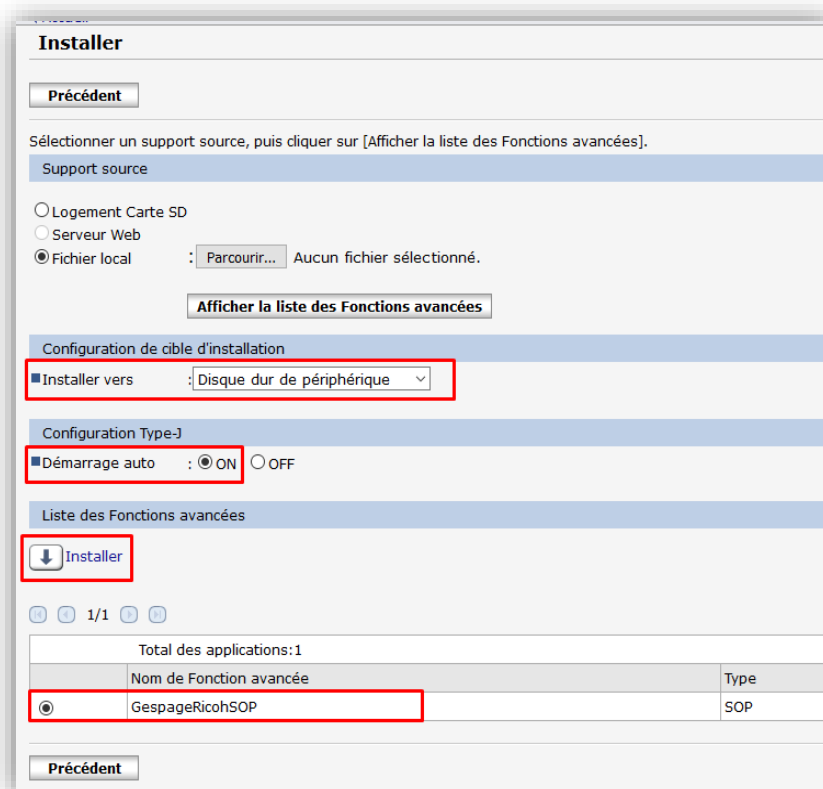 Installer
Précédent
Sélectionner un support source, puis cliquer sur [Afficher la liste des Fonctions avancées].
Support source
Logement Carte SD
Serveur Web
Fichier local : Parcourir... Aucun fichier sélectionné.
Afficher la liste des Fonctions avancées
Configuration de cible d'installation
Installer vers : Disque dur de périphérique
Configuration Type-J
Démarrage auto : ON OFF
Liste des Fonctions avancées
Installer
1/1
Total des applications:1
Nom de Fonction avancée Type
GespageRicohSOP SOP
Précédent